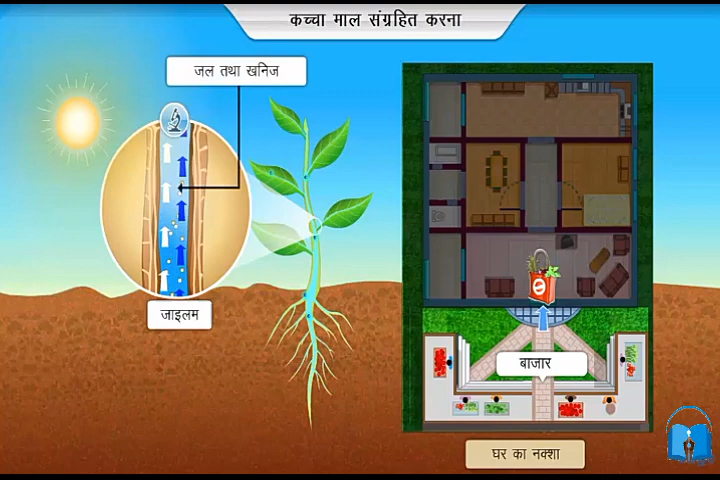 कच्चा माल संग्रहित करना
जल तथा खनिज
जाइलम
बाजार
घर का नक्शा